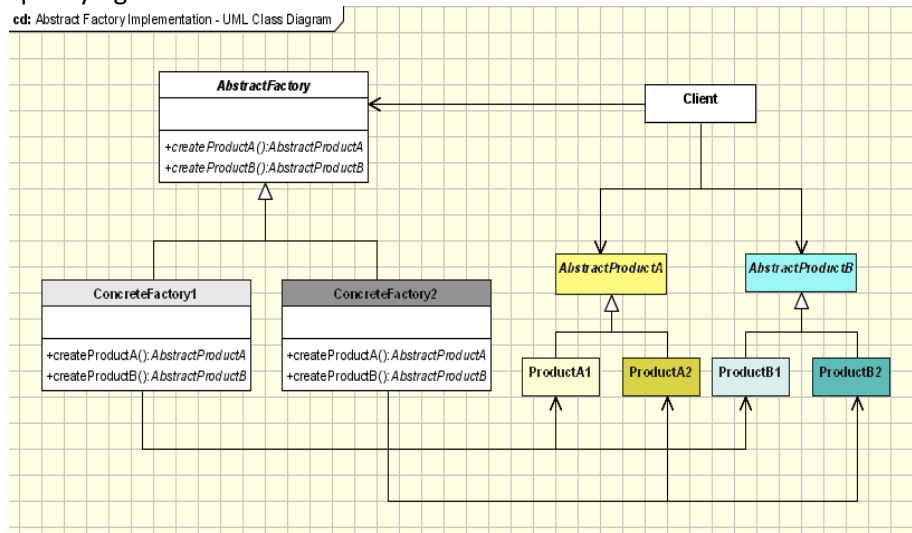 cd: Abstract Factory Implementation - UML Class Diagram
AbstractFactory
+createProductA():AbstractProductA
+createProductB():AbstractProductB
Client
AbstractProductA
AbstractProductB
ConcreteFactory1
+createProductA():AbstractProductA
+createProductB():AbstractProductB
ConcreteFactory2
+createProductA():AbstractProductA
+createProductB():AbstractProductB
ProductA1
ProductA2
ProductB1
ProductB2